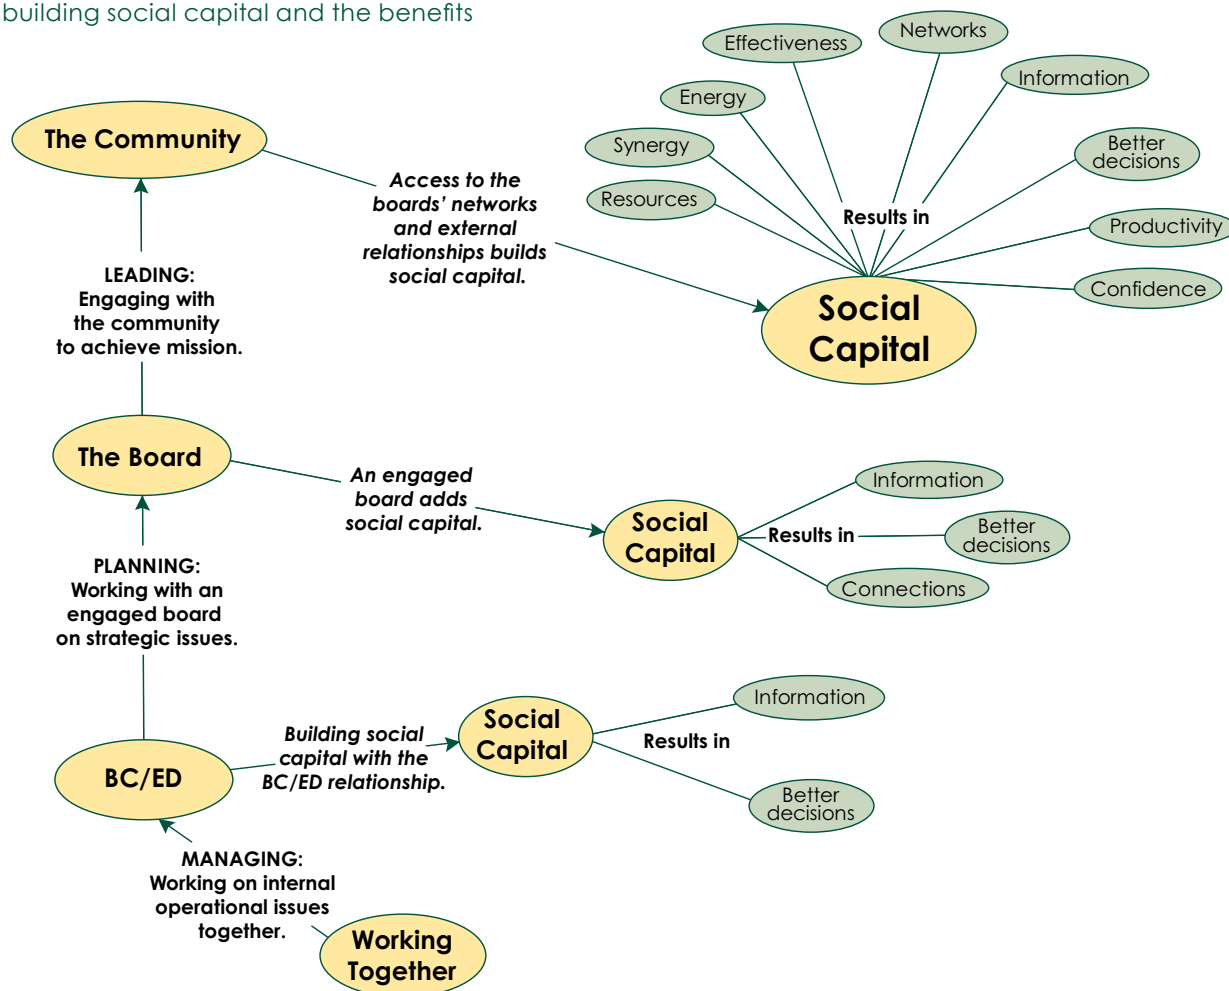 building social capital and the benefits
Effectiveness
Networks
Information
Energy
Better
decisions
Synergy
Resources
Productivity
Confidence
Results in
The Community
Access to the
boards’ networks
and external
relationships builds
social capital.
Social
Capital
LEADING:
Engaging with
the community
to achieve mission.
The Board
An engaged
board adds
social capital.
Social
Capital
Results in
Information
Better
decisions
Connections
PLANNING:
Working with an
engaged board
on strategic issues.
BC/ED
Building social
capital with the
BC/ED relationship.
Social
Capital
Results in
Information
Better
decisions
MANAGING:
Working on internal
operational issues
together.
Working
Together